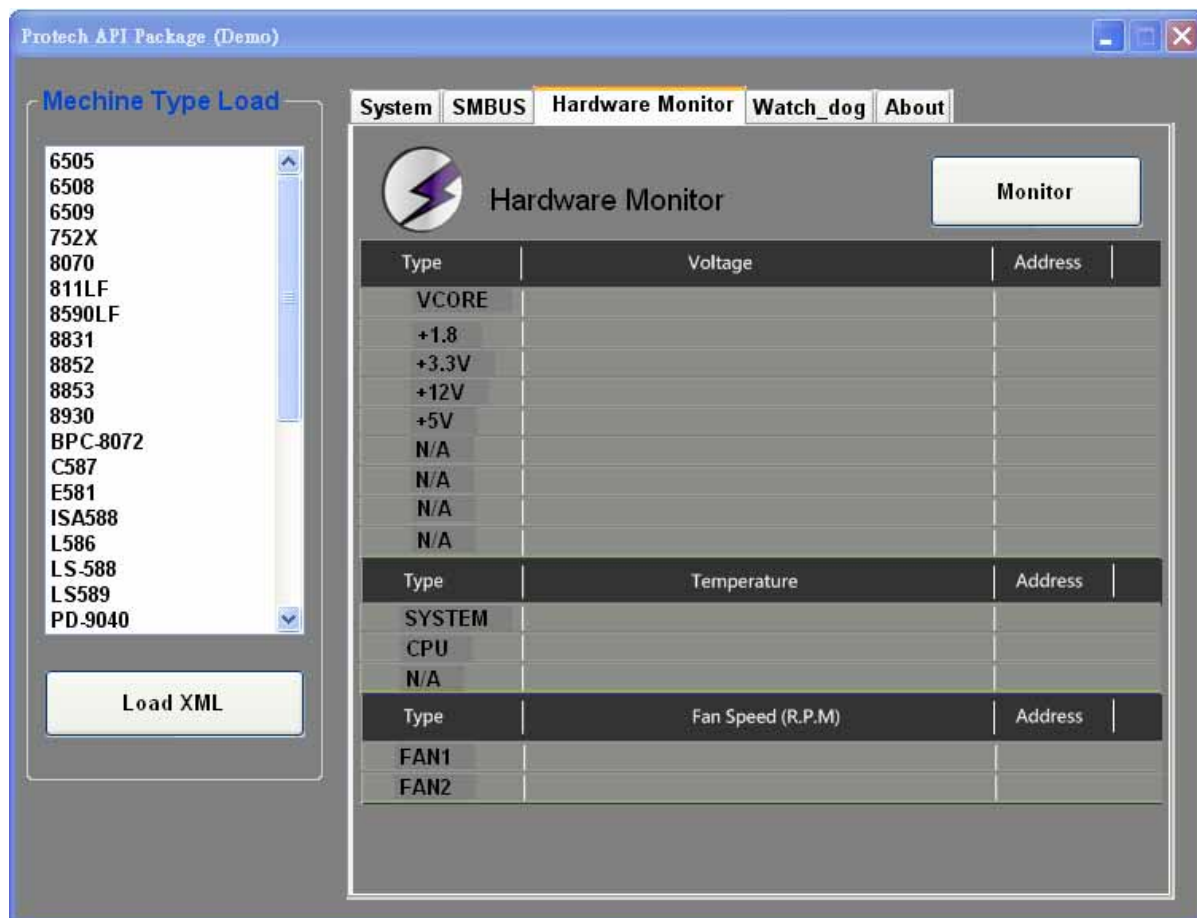 Protech API Package (Demo)
Mechine Type Load
6505
6508
6509
752X
8070
811LF
8590LF
8831
8852
8853
8930
BPC-8072
C587
E581
ISA588
L586
LS-588
LS589
PD-9040
Load XML
System SMBUS Hardware Monitor Watch_dog About
Hardware Monitor
Monitor
Type Voltage Address
VCORE
+1.8
+3.3V
+12V
+5V
N/A
N/A
N/A
N/A
Type Temperature Address
SYSTEM
CPU
N/A
Type Fan Speed (R.P.M) Address
FAN1
FAN2